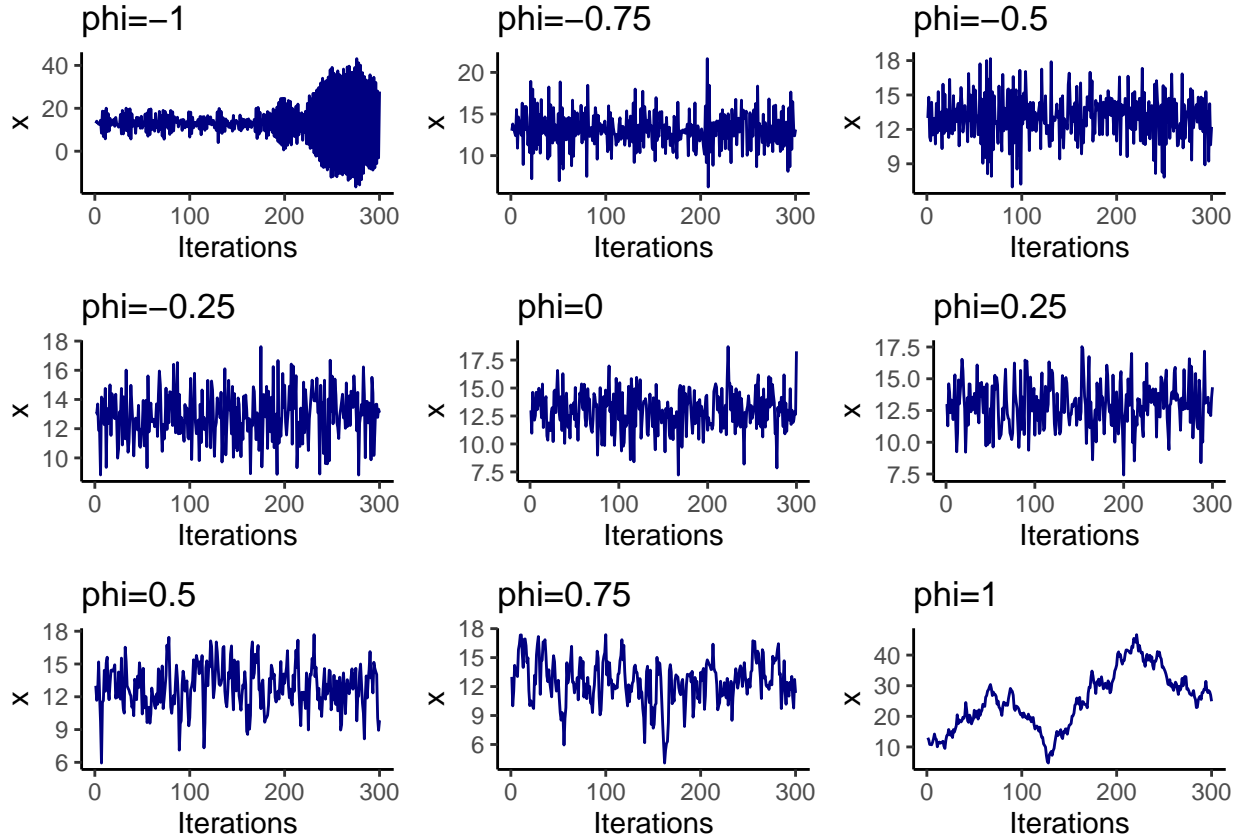 phi=−1
x
40
20
0
0
100
200
300
Iterations
phi=−0.75
x
20
15
10
0
100
200
300
Iterations
phi=−0.5
x
18
15
12
9
0
100
200
300
Iterations
phi=−0.25
x
18
16
14
12
10
0
100
200
300
Iterations
phi=0
x
17.5
15.0
12.5
10.0
7.5
0
100
200
300
Iterations
phi=0.25
x
17.5
15.0
12.5
10.0
7.5
0
100
200
300
Iterations
phi=0.5
x
18
15
12
9
6
0
100
200
300
Iterations
phi=0.75
x
18
15
12
9
6
0
100
200
300
Iterations
phi=1
x
40
30
20
10
0
100
200
300
Iterations